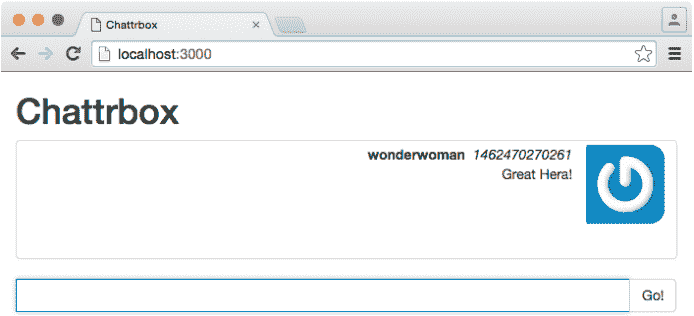 Chattrbox
localhost:3000
Chattrbox
wonderwoman 1462470270261
Great Hera!
Go!